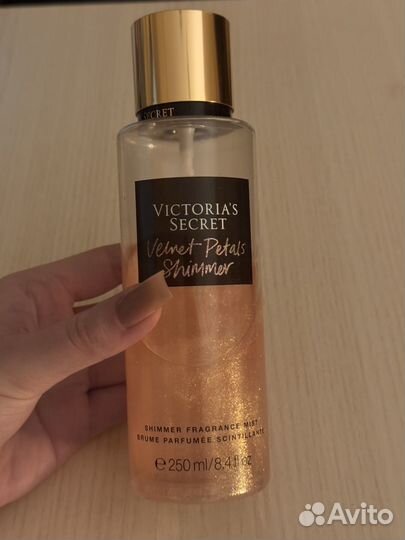 SECRET
VICTORIA'S
SECRET
Velvet Petals
Shimmer
SHIMMER FRAGRANCE MIST
BRUME PARFUMÉE SCINTILLANTE
e 250 ml/8.4 fl oz
Avito